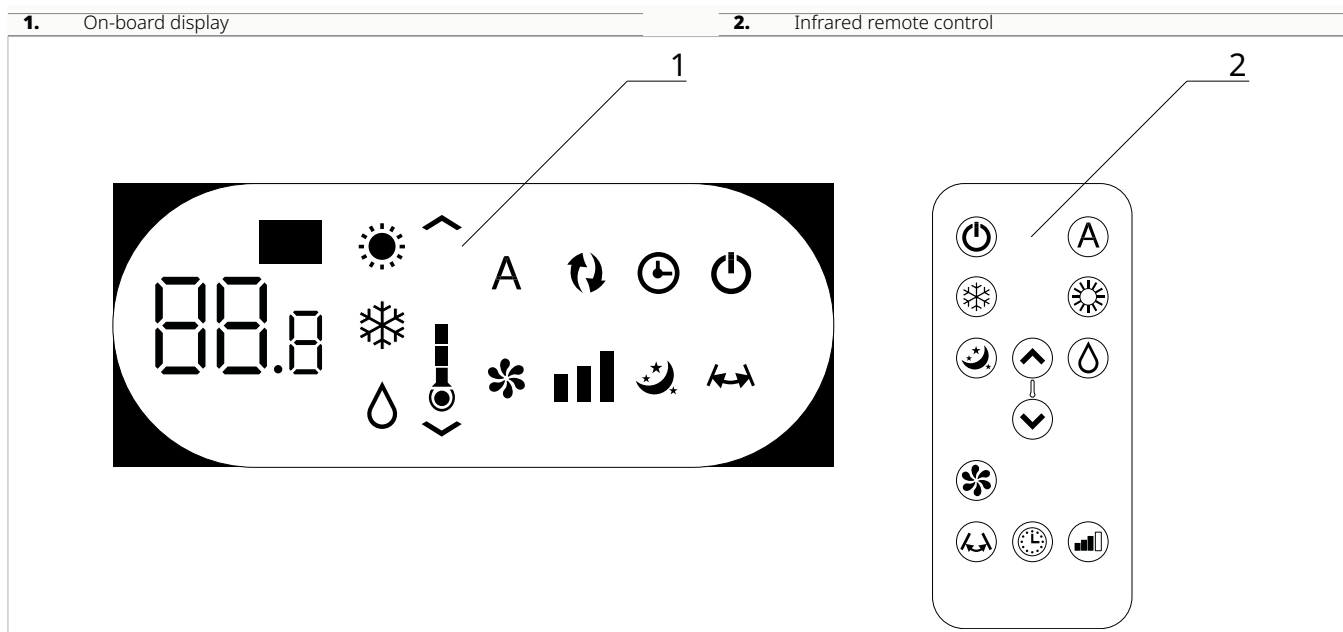 1. On-board display
2. Infrared remote control
1
2
88.8
A
A